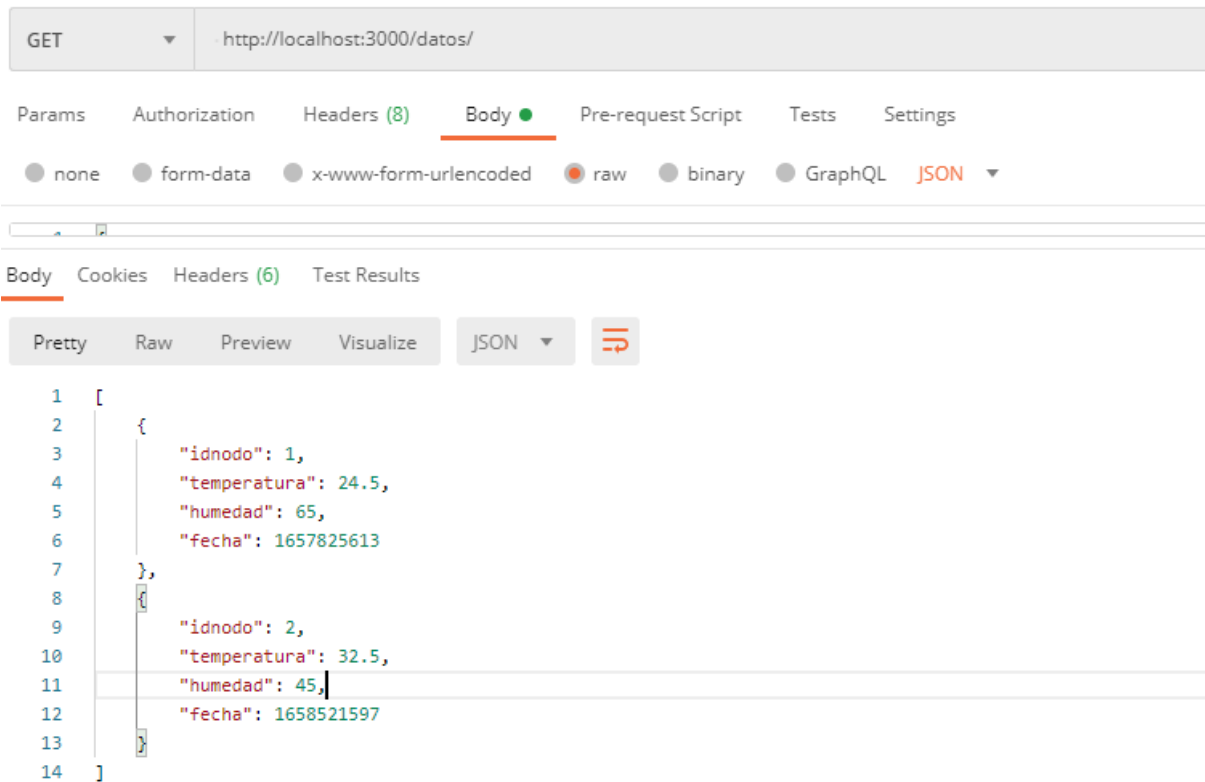 GET http://localhost:3000/datos/
Params Authorization Headers (8) Body Pre-request Script Tests Settings
none form-data x-www-form-urlencoded raw binary GraphQL JSON
Body Cookies Headers (6) Test Results
Pretty Raw Preview Visualize JSON
1 [
2 {
3 "idnodo": 1,
4 "temperatura": 24.5,
5 "humedad": 65,
6 "fecha": 1657825613
7 },
8 {
9 "idnodo": 2,
10 "temperatura": 32.5,
11 "humedad": 45,
12 "fecha": 1658521597
13 }
14 ]